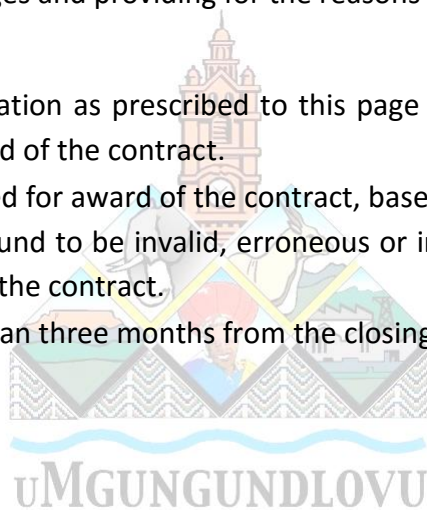 ges and providing for the reasons
ation as prescribed to this page
d of the contract.
ed for award of the contract, base
und to be invalid, erroneous or i
the contract.
an three months from the closing
UMGUNGUNDLOVU